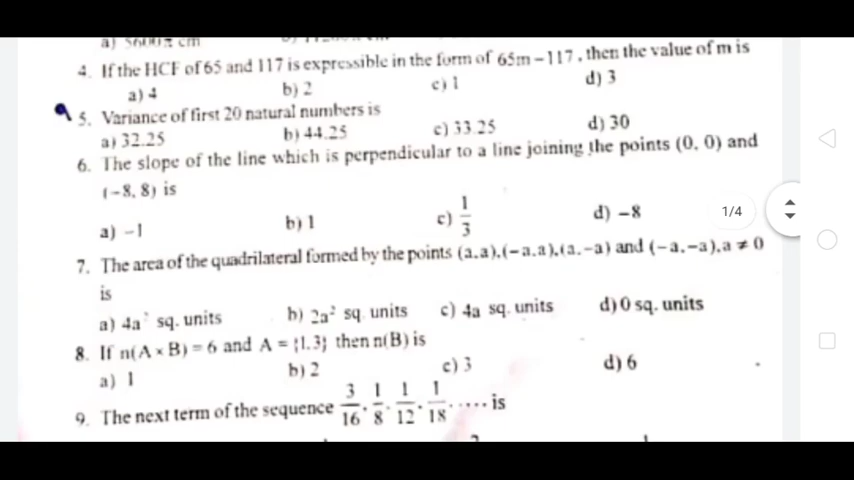 a) 5600π cm
4. If the HCF of 65 and 117 is expressible in the form of 65m – 117, then the value of m is
a) 4 b) 2 c) 1 d) 3
5. Variance of first 20 natural numbers is
a) 32.25 b) 44.25 c) 33.25 d) 30
6. The slope of the line which is perpendicular to a line joining the points (0, 0) and
(–8, 8) is
a) –1 b) 1 c) 1/3 d) –8
1/4
7. The area of the quadrilateral formed by the points (a,a),(–a,a),(a,–a) and (–a,–a),a ≠ 0
is
a) 4a² sq. units b) 2a² sq. units c) 4a sq. units d) 0 sq. units
8. If n(A × B) = 6 and A = {1,3} then n(B) is
a) 1 b) 2 c) 3 d) 6
9. The next term of the sequence 3/16, 1/8, 1/12, 1/18, ..... is